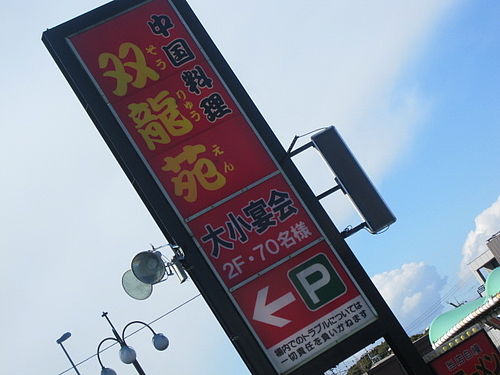 中国料理
双龍苑
そうりゅうえん
大小宴会
2F・70名様
P
場内でのトラブルについては
一切責任を負いかねます